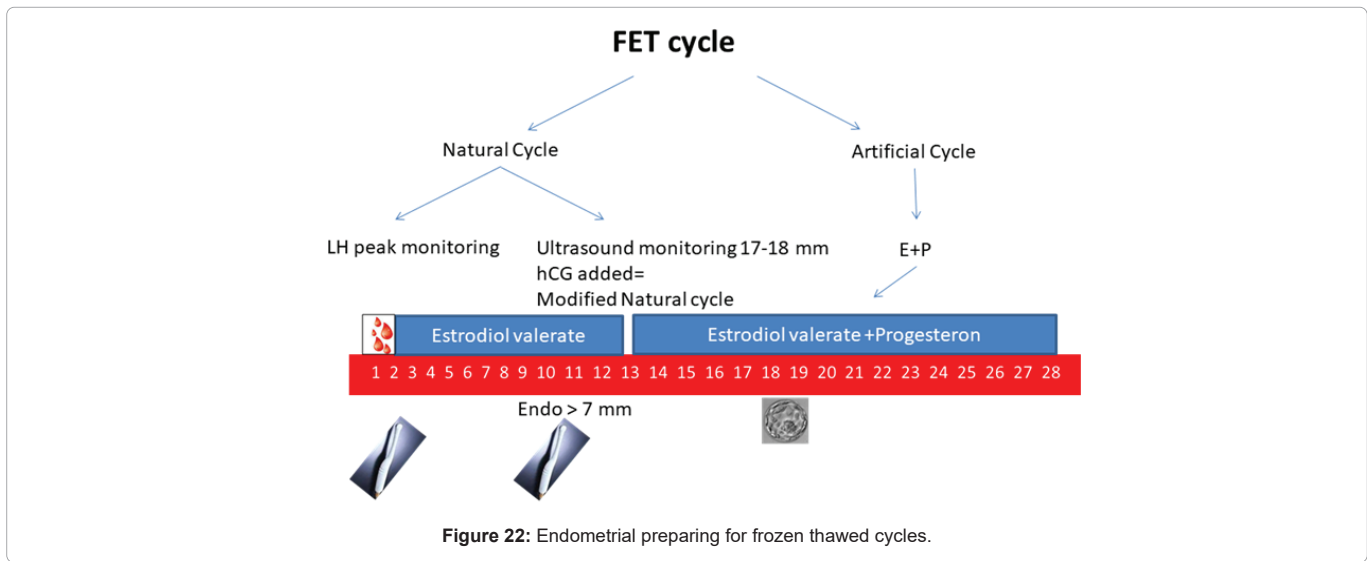 FET cycle
Natural Cycle
Artificial Cycle
LH peak monitoring
Ultrasound monitoring 17-18 mm
hCG added=
Modified Natural cycle
E+P
Estrodiol valerate
Estrodiol valerate +Progesteron
1 2 3 4 5 6 7 8 9 10 11 12 13 14 15 16 17 18 19 20 21 22 23 24 25 26 27 28
Endo > 7 mm
Figure 22: Endometrial preparing for frozen thawed cycles.